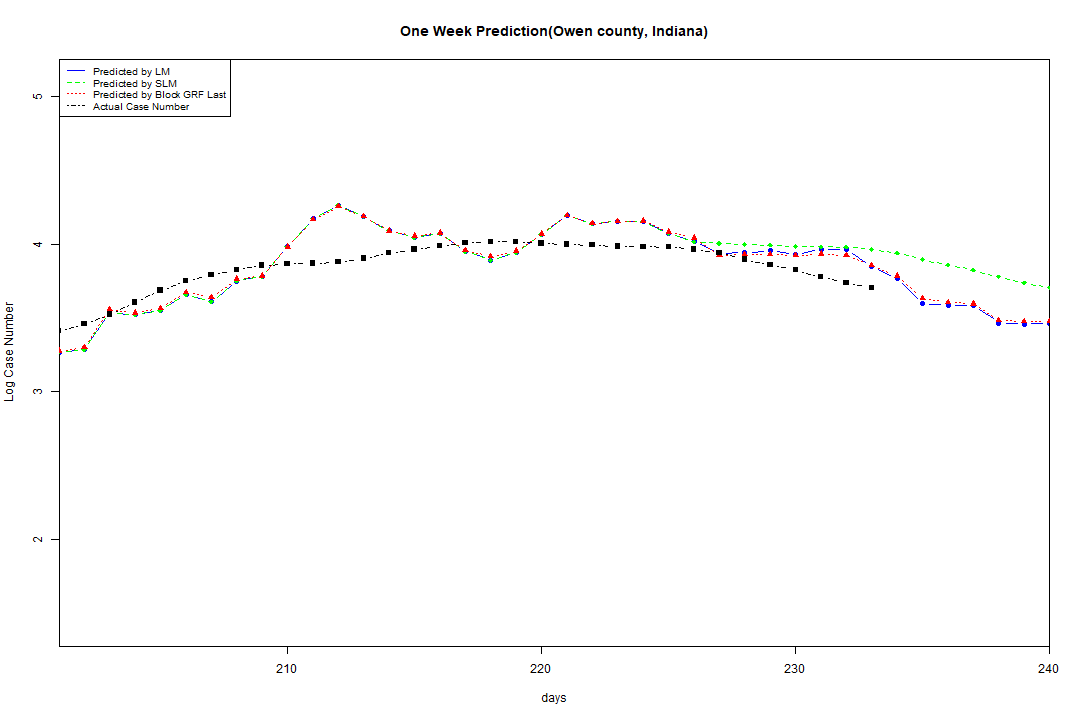 One Week Prediction(Owen county, Indiana)
Predicted by LM
Predicted by SLM
Predicted by Block GRF Last
Actual Case Number
5
4
3
2
Log Case Number
210
220
230
240
days